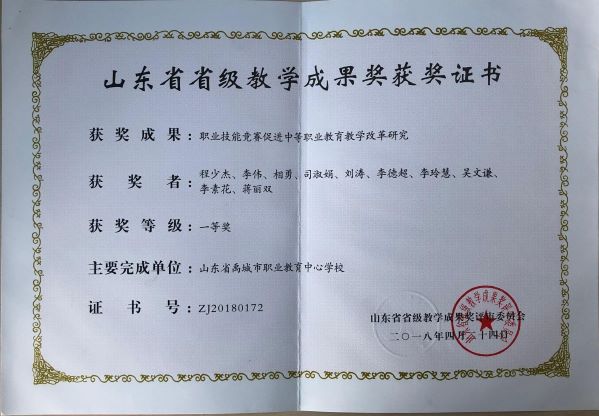 山东省省级教学成果奖获奖证书
获奖成果：职业技能竞赛促进中等职业教育教学改革研究
获奖者：程少杰、李伟、相勇、司淑娟、刘涛、李德超、李玲慧、吴文谦、
李素花、蒋丽双
获奖等级：一等奖
主要完成单位：山东省禹城市职业教育中心学校
证书号：ZJ20180172
山东省省级教学成果奖评审委员会
二〇一八年四月二十四日